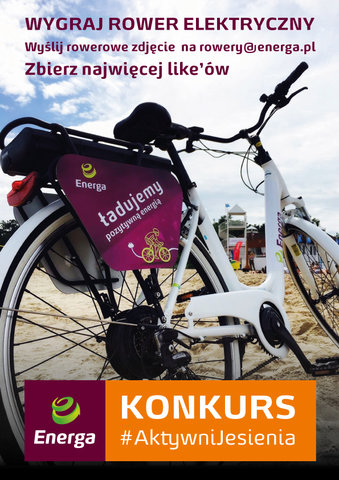 WYGRAJ ROWER ELEKTRYCZNY
Wyślij rowerowe zdjęcie na rowery@energa.pl
Zbierz najwięcej like'ów
Energa
ładujemy
pozytywną energią
Energa
Energa
KONKURS
#AktywniJesienia